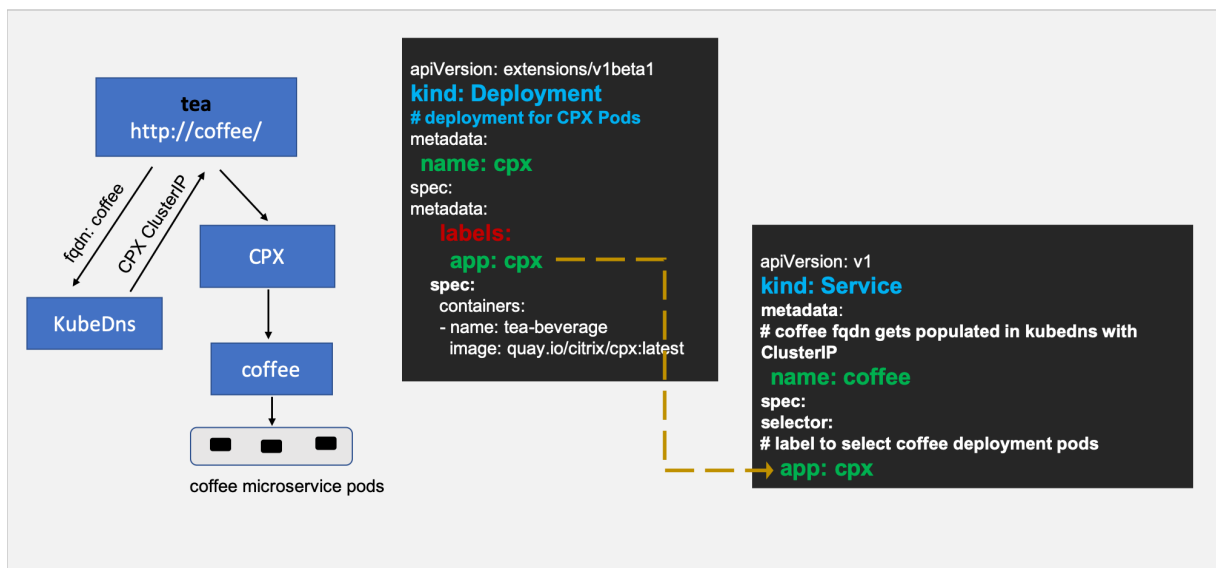 tea
http://coffee/
fqdn: coffee
CPX ClusterIP
CPX
KubeDns
coffee
coffee microservice pods
apiVersion: extensions/v1beta1
kind: Deployment
# deployment for CPX Pods
metadata:
name: cpx
spec:
metadata:
labels:
app: cpx
spec:
containers:
- name: tea-beverage
image: quay.io/citrix/cpx:latest
apiVersion: v1
kind: Service
metadata:
# coffee fqdn gets populated in kubedns with
ClusterIP
name: coffee
spec:
selector:
# label to select coffee deployment pods
app: cpx